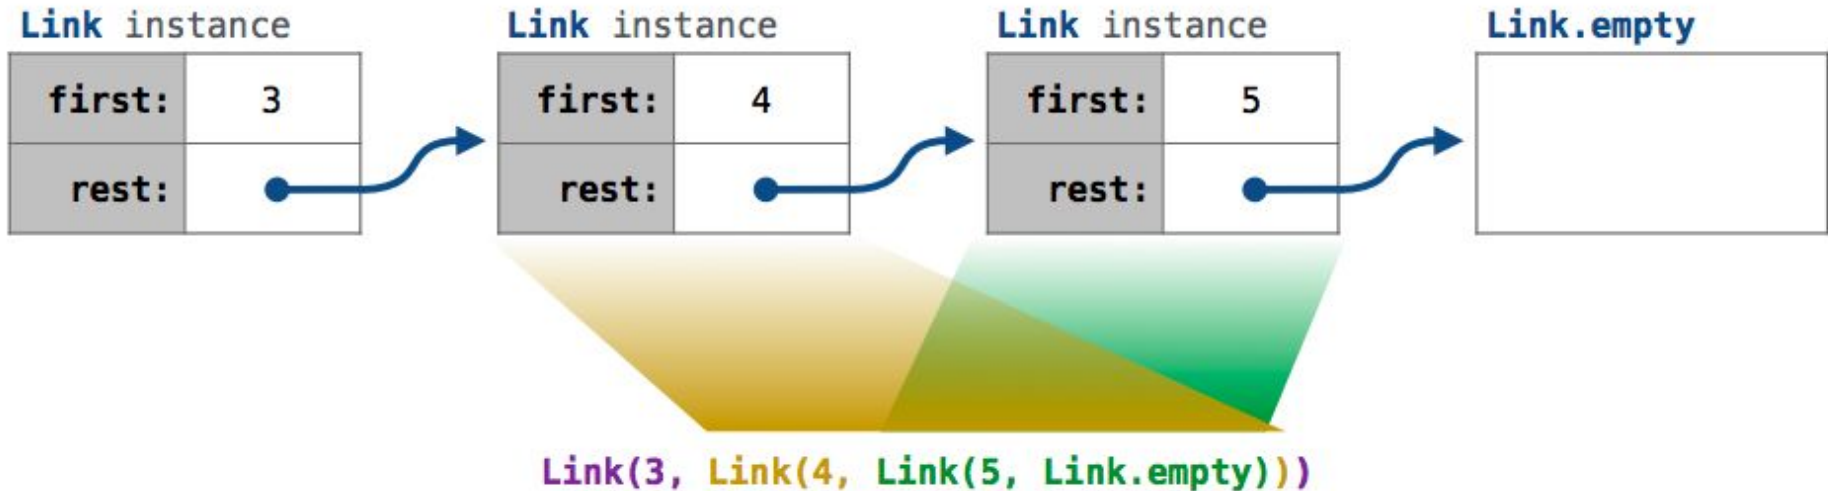 Link instance
Link instance
Link instance
Link.empty
first: 3
first: 4
first: 5
rest:
rest:
rest:
Link(3, Link(4, Link(5, Link.empty)))